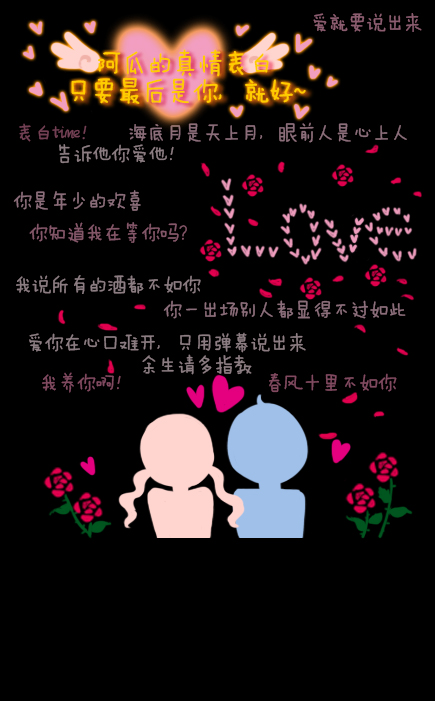 爱就要说出来
阿瓜的真情表白
只要最后是你，就好~
表白time!
海底月是天上月，眼前人是心上人
告诉他你爱他!
你是年少的欢喜
LOVE
你知道我在等你吗?
我说所有的酒都不如你
你一出场别人都显得不过如此
爱你在心口难开，只用弹幕说出来
余生请多指教
我养你啊!
春风十里不如你